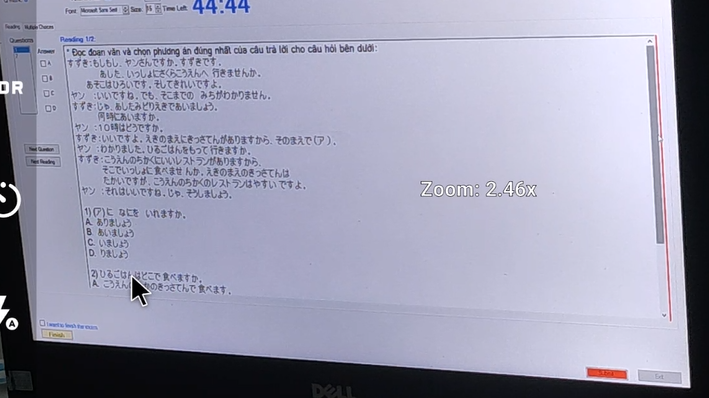 Font: Microsoft Sans Serif Size: 15 Time Left: 44:44
Reading Multiple Choices
Reading 1/2
Questions
Answer
A
B
C
D
Next Question
Next Reading
* Đọc đoạn văn và chọn phương án đúng nhất của câu trả lời cho câu hỏi bên dưới:
すずき:もしもし、ヤンさんですか。すずきです。
あした、いっしょにさくらこうえんへ 行きませんか。
あそこはひろいです。そしてきれいですよ。
ヤン :いいですね。でも、そこまでの みちがわかりません。
すずき:じゃ、あしたみどりえきであいましょう。
何時にあいますか。
ヤン :10時はどうですか。
すずき:いいですよ。えきのまえにきっさてんがありますから、そのまえで(ア)。
ヤン :わかりました。ひるごはんをもって 行きますか。
すずき:こうえんのちかくにいいレストランがありますから、
そこでいっしょに 食べませんか。えきのまえのきっさてんは
たかいですが、こうえんのちかくのレストランはやすい ですよ。
ヤン :それはいいですね。じゃ、そうしましょう。
1) (ア) に なにを いれますか。
A. ありましょう
B. あいましょう
C. いましょう
D. りましょう
2) ひるごはんはどこで 食べますか。
A. こうえんの かのきっさてんで 食べます。
I want to finish the exam
Finish
Exit
Zoom: 2.46x
DELL